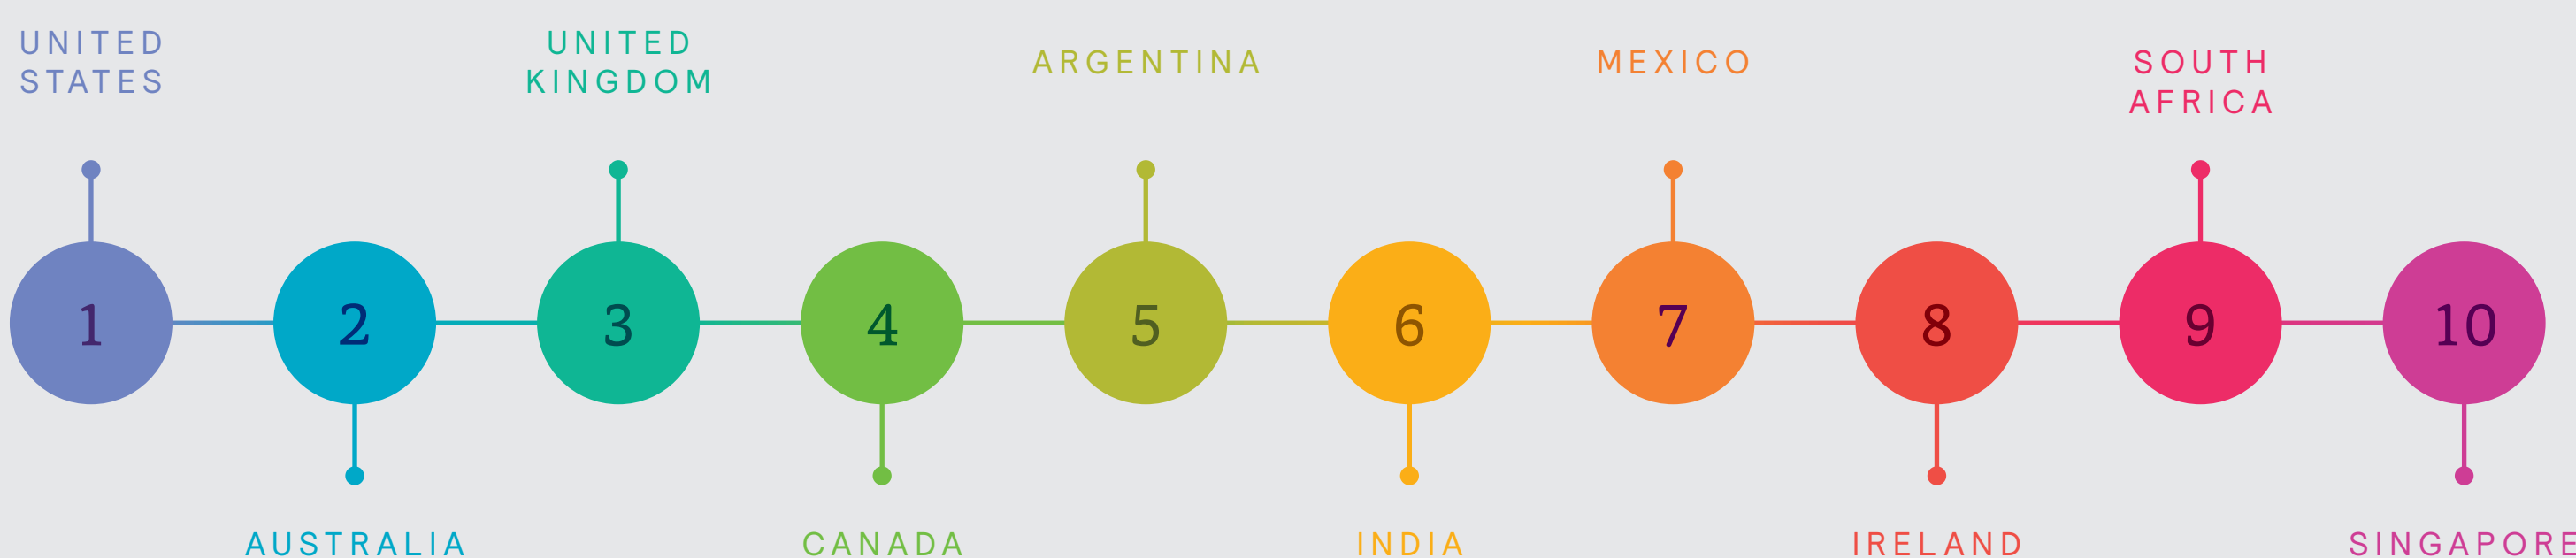 UNITED
STATES
UNITED
KINGDOM
ARGENTINA
MEXICO
SOUTH
AFRICA
1
2
3
4
5
6
7
8
9
10
AUSTRALIA
CANADA
INDIA
IRELAND
SINGAPORE